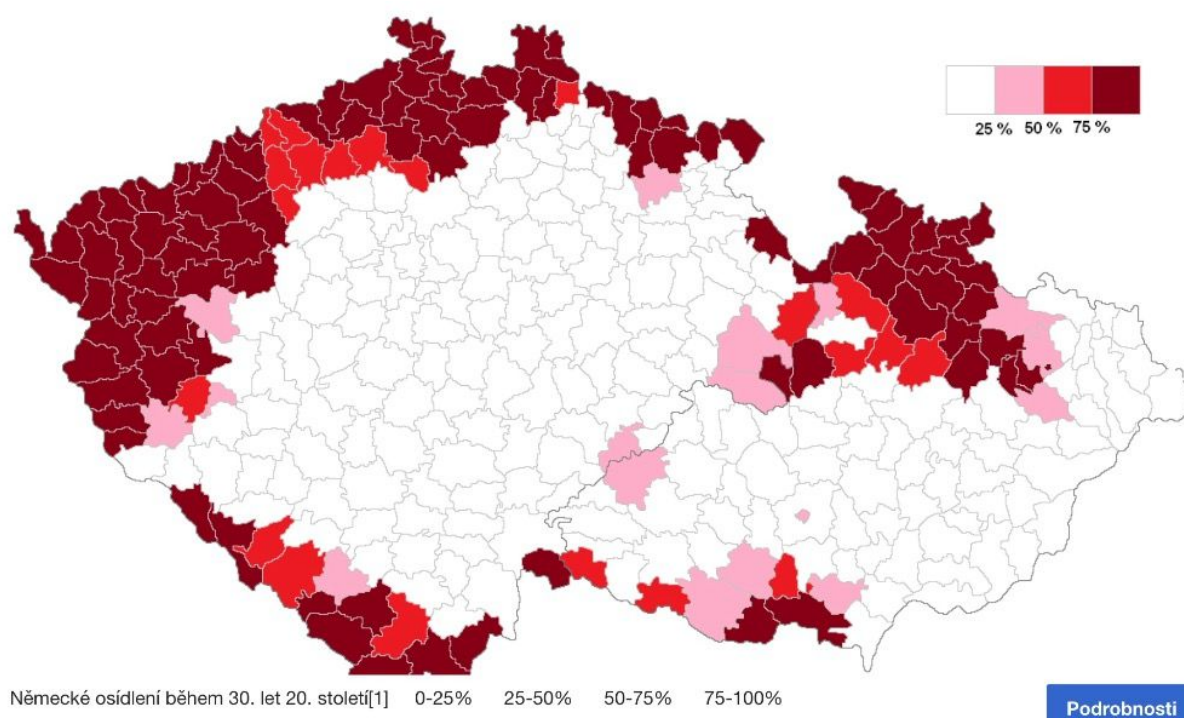 25 % 50 % 75 %
Německé osídlení během 30. let 20. století[1] 0-25% 25-50% 50-75% 75-100%
Podrobnosti